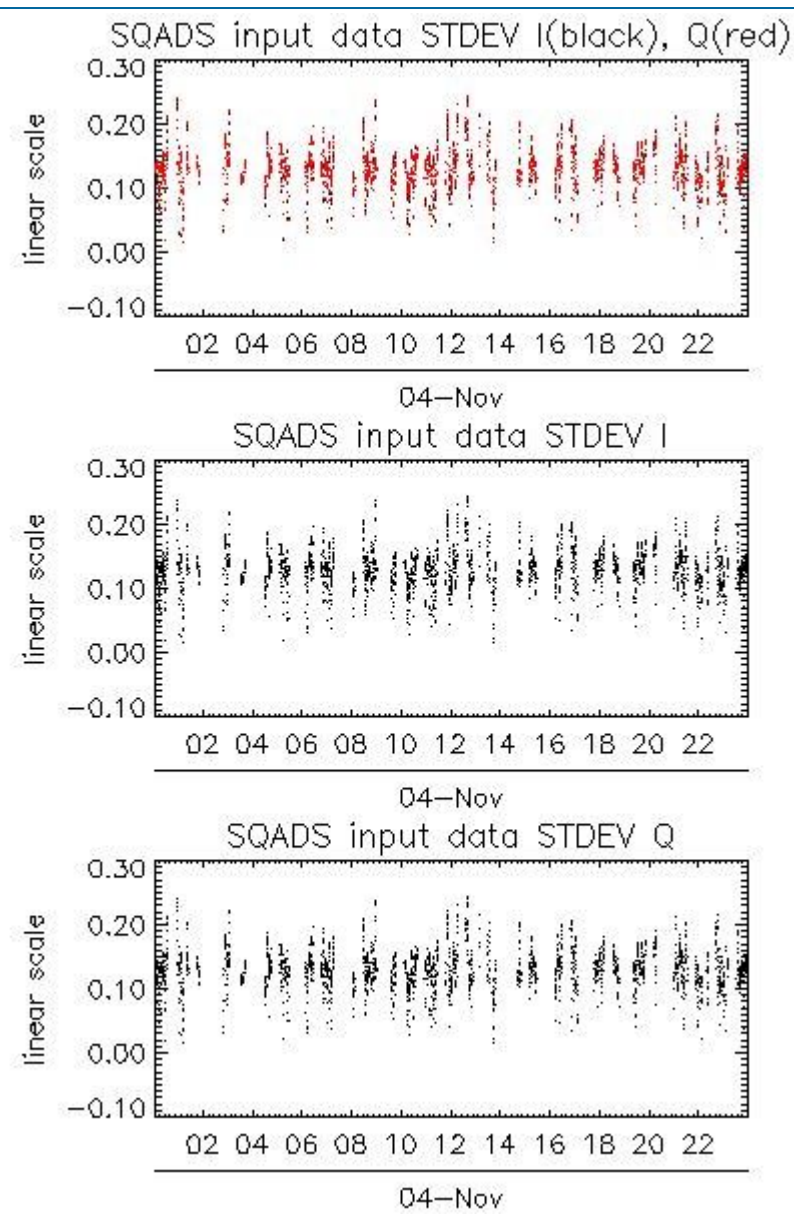 SQADS input data STDEV I(black), Q(red)
0.30
0.20
0.10
0.00
-0.10
linear scale
02 04 06 08 10 12 14 16 18 20 22
04-Nov
SQADS input data STDEV I
0.30
0.20
0.10
0.00
-0.10
linear scale
02 04 06 08 10 12 14 16 18 20 22
04-Nov
SQADS input data STDEV Q
0.30
0.20
0.10
0.00
-0.10
linear scale
02 04 06 08 10 12 14 16 18 20 22
04-Nov